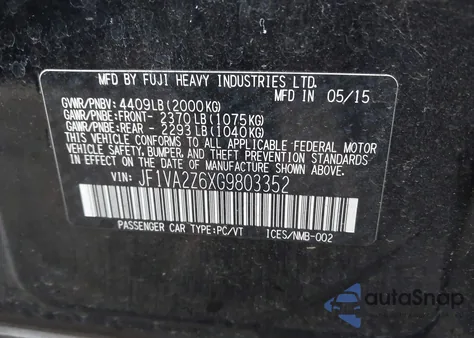 MFD BY FUJI HEAVY INDUSTRIES LTD. 05/15
GVWR/PNBV: 4409LB(2000KG)
GAWR/PNBE:FRONT- 2370LB(1075KG)
GAWR/PNBE:REAR - 2293LB(1040KG)
THIS VEHICLE CONFORMS TO ALL APPLICABLE FEDERAL MOTOR
VEHICLE SAFETY, BUMPER, AND THEFT PREVENTION STANDARDS
IN EFFECT ON THE DATE OF MANUFACTURE SHOWN ABOVE.
VIN: JF1VA2Z6XG9803352
PASSENGER CAR TYPE:PC/VT ICES/NMB-002
autoSnap